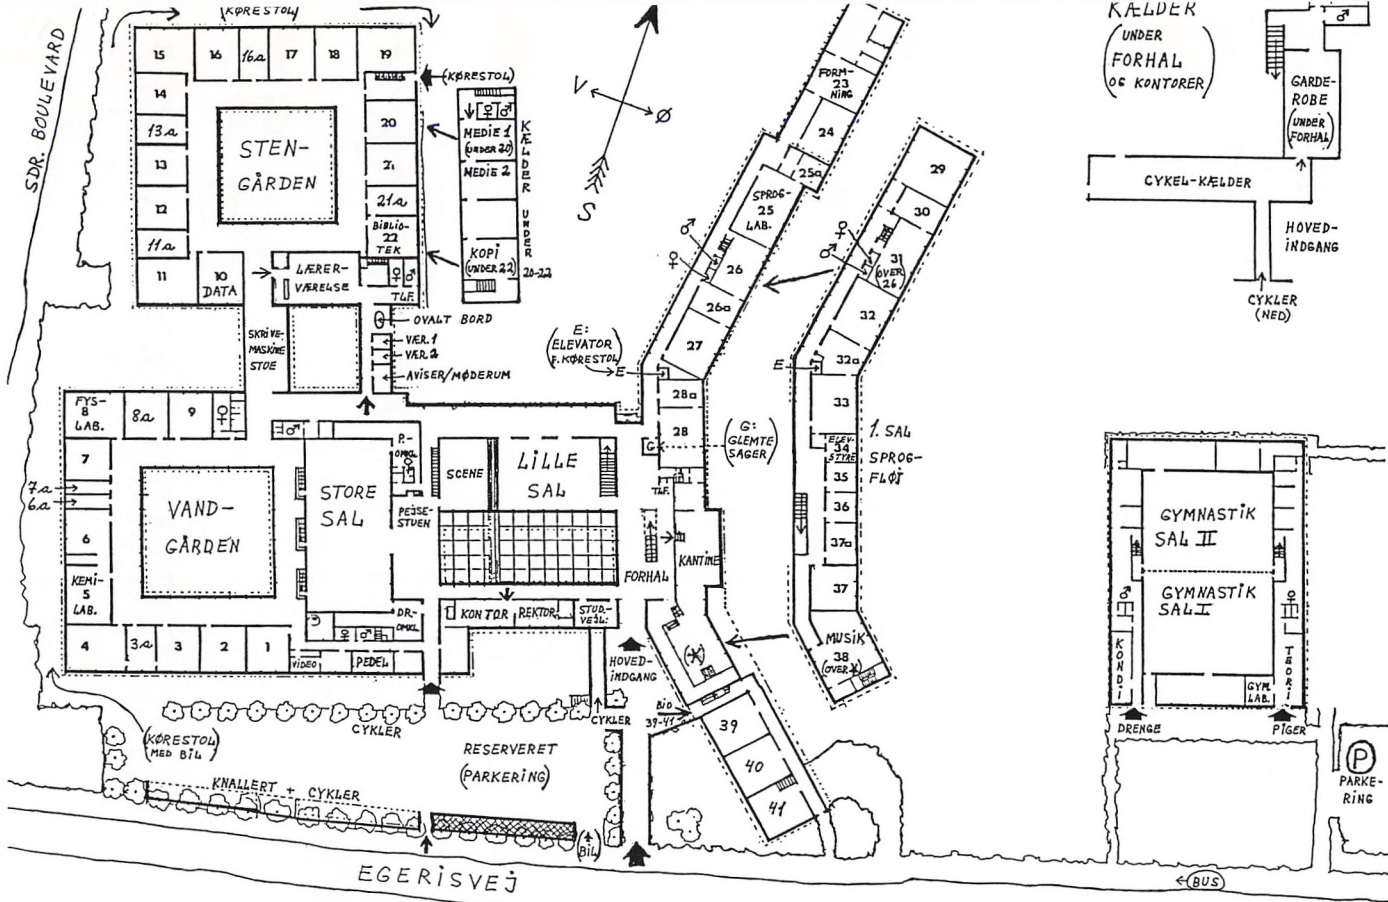 (KØRESTOL)
SDR. BOULEVARD
15
16
16a
17
18
19
(KØRESTOL)
14
13a
13
12
11a
11
10
DATA
STEN-
GÅRDEN
20
21
21a
BIBLIO-
22
TEK
LÆRER-
VÆRELSE
♀ ♂
TLF.
♀ ♂
MEDIE 1
(UNDER 20)
MEDIE 2
KOPI
(UNDER 22)
KÆLDER UNDER
20-22
OVALT BORD
VÆR. 1
VÆR. 2
AVISER/MØDERUM
SKRIVE-
MASKINE
STUE
V
Ø
S
FORM-
23
NING
24
25a
SPROG-
25
LAB.
♂
♀
26
26a
27
E:
(ELEVATOR
F. KØRESTOL)
E
28a
28
G
(G:
GLEMTE
SAGER)
TLF.
29
30
♀
♂
31
(OVER
26)
32
E
32a
33
ELEV-
34
STYRE
35
36
37a
37
MUSIK
38
(OVER *)
1. SAL
SPROG-
FLØJ
KÆLDER
(UNDER
FORHAL
OG KONTORER)
♂
GARDE-
ROBE
(UNDER
FORHAL)
CYKEL-KÆLDER
HOVED-
INDGANG
CYKLER
(NED)
FYS-
8
LAB.
8a
9
♀
♂
7
7a
6a
6
KEMI-
5
LAB.
4
3a
3
2
1
VAND-
GÅRDEN
STORE
SAL
P.-
OMKL.
PEJSE-
STUEN
SCENE
LILLE
SAL
FORHAL
KANTINE
DR.-
OMKL.
♀ ♂
VIDEO
PEDEL
KONTOR
REKTOR
STUD.-
VEJL.
HOVED-
INDGANG
(*)
BIO
39-41
39
40
41
CYKLER
CYKLER
(KØRESTOL
MED BIL)
RESERVERET
(PARKERING)
KNALLERT + CYKLER
(BIL)
EGERISVEJ
BUS
GYMNASTIK
SAL II
GYMNASTIK
SAL I
♂
♀
KONDI
TEORI
GYM.
LAB.
DRENGE
PIGER
P
PARKE-
RING